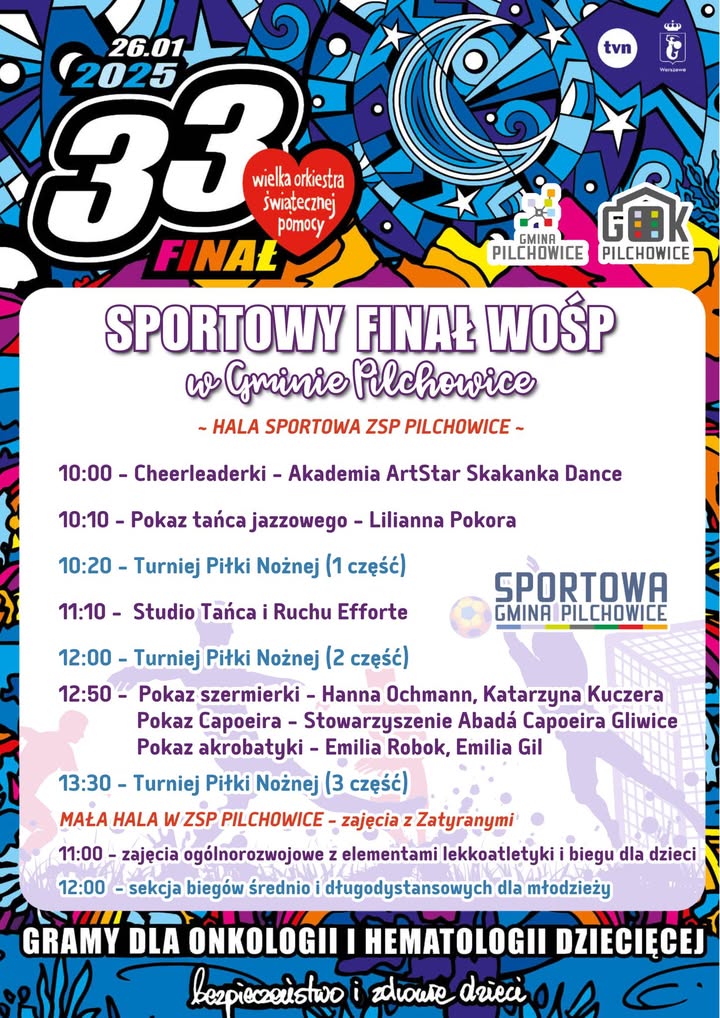 26.01
2025
33
FINAŁ
wielka orkiestra
świątecznej
pomocy
tvn
Warszawa
GMINA
PILCHOWICE
GOK
PILCHOWICE
SPORTOWY FINAŁ WOŚP
w Gminie Pilchowice
~ HALA SPORTOWA ZSP PILCHOWICE ~
10:00 – Cheerleaderki – Akademia ArtStar Skakanka Dance
10:10 – Pokaz tańca jazzowego – Lilianna Pokora
10:20 – Turniej Piłki Nożnej (1 część)
SPORTOWA
GMINA PILCHOWICE
11:10 – Studio Tańca i Ruchu Efforte
12:00 – Turniej Piłki Nożnej (2 część)
12:50 – Pokaz szermierki – Hanna Ochmann, Katarzyna Kuczera
Pokaz Capoeira – Stowarzyszenie Abadá Capoeira Gliwice
Pokaz akrobatyki – Emilia Robok, Emilia Gil
13:30 – Turniej Piłki Nożnej (3 część)
MAŁA HALA W ZSP PILCHOWICE – zajęcia z Zatyranymi
11:00 – zajęcia ogólnorozwojowe z elementami lekkoatletyki i biegu dla dzieci
12:00 – sekcja biegów średnio i długodystansowych dla młodzieży
GRAMY DLA ONKOLOGII I HEMATOLOGII DZIECIĘCEJ
bezpieczeństwo i zdrowie dzieci